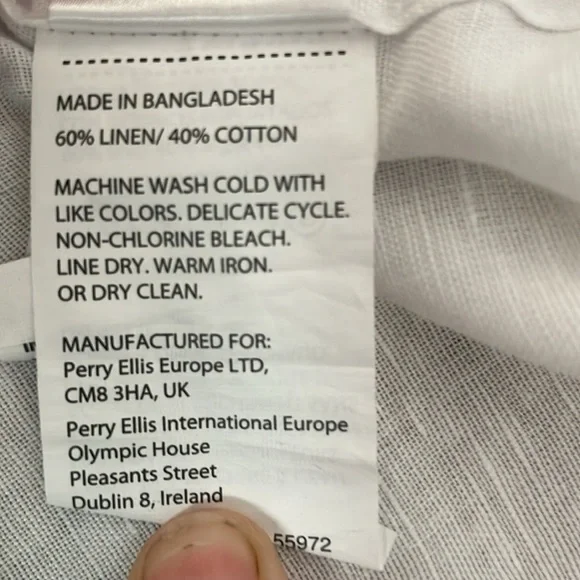 MADE IN BANGLADESH
60% LINEN/ 40% COTTON
MACHINE WASH COLD WITH
LIKE COLORS. DELICATE CYCLE.
NON-CHLORINE BLEACH.
LINE DRY. WARM IRON.
OR DRY CLEAN.
MANUFACTURED FOR:
Perry Ellis Europe LTD,
CM8 3HA, UK
Perry Ellis International Europe
Olympic House
Pleasants Street
Dublin 8, Ireland
55972